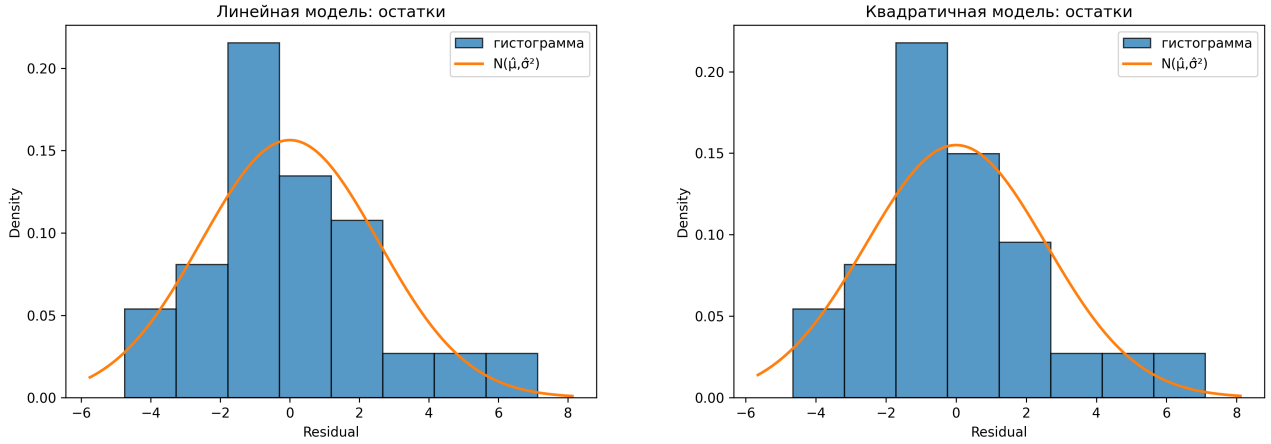 Линейная модель: остатки
гистограмма
N(μ̂,σ̂²)
0.20
0.15
0.10
0.05
0.00
Density
−6
−4
−2
0
2
4
6
8
Residual
Квадратичная модель: остатки
гистограмма
N(μ̂,σ̂²)
0.20
0.15
0.10
0.05
0.00
Density
−6
−4
−2
0
2
4
6
8
Residual